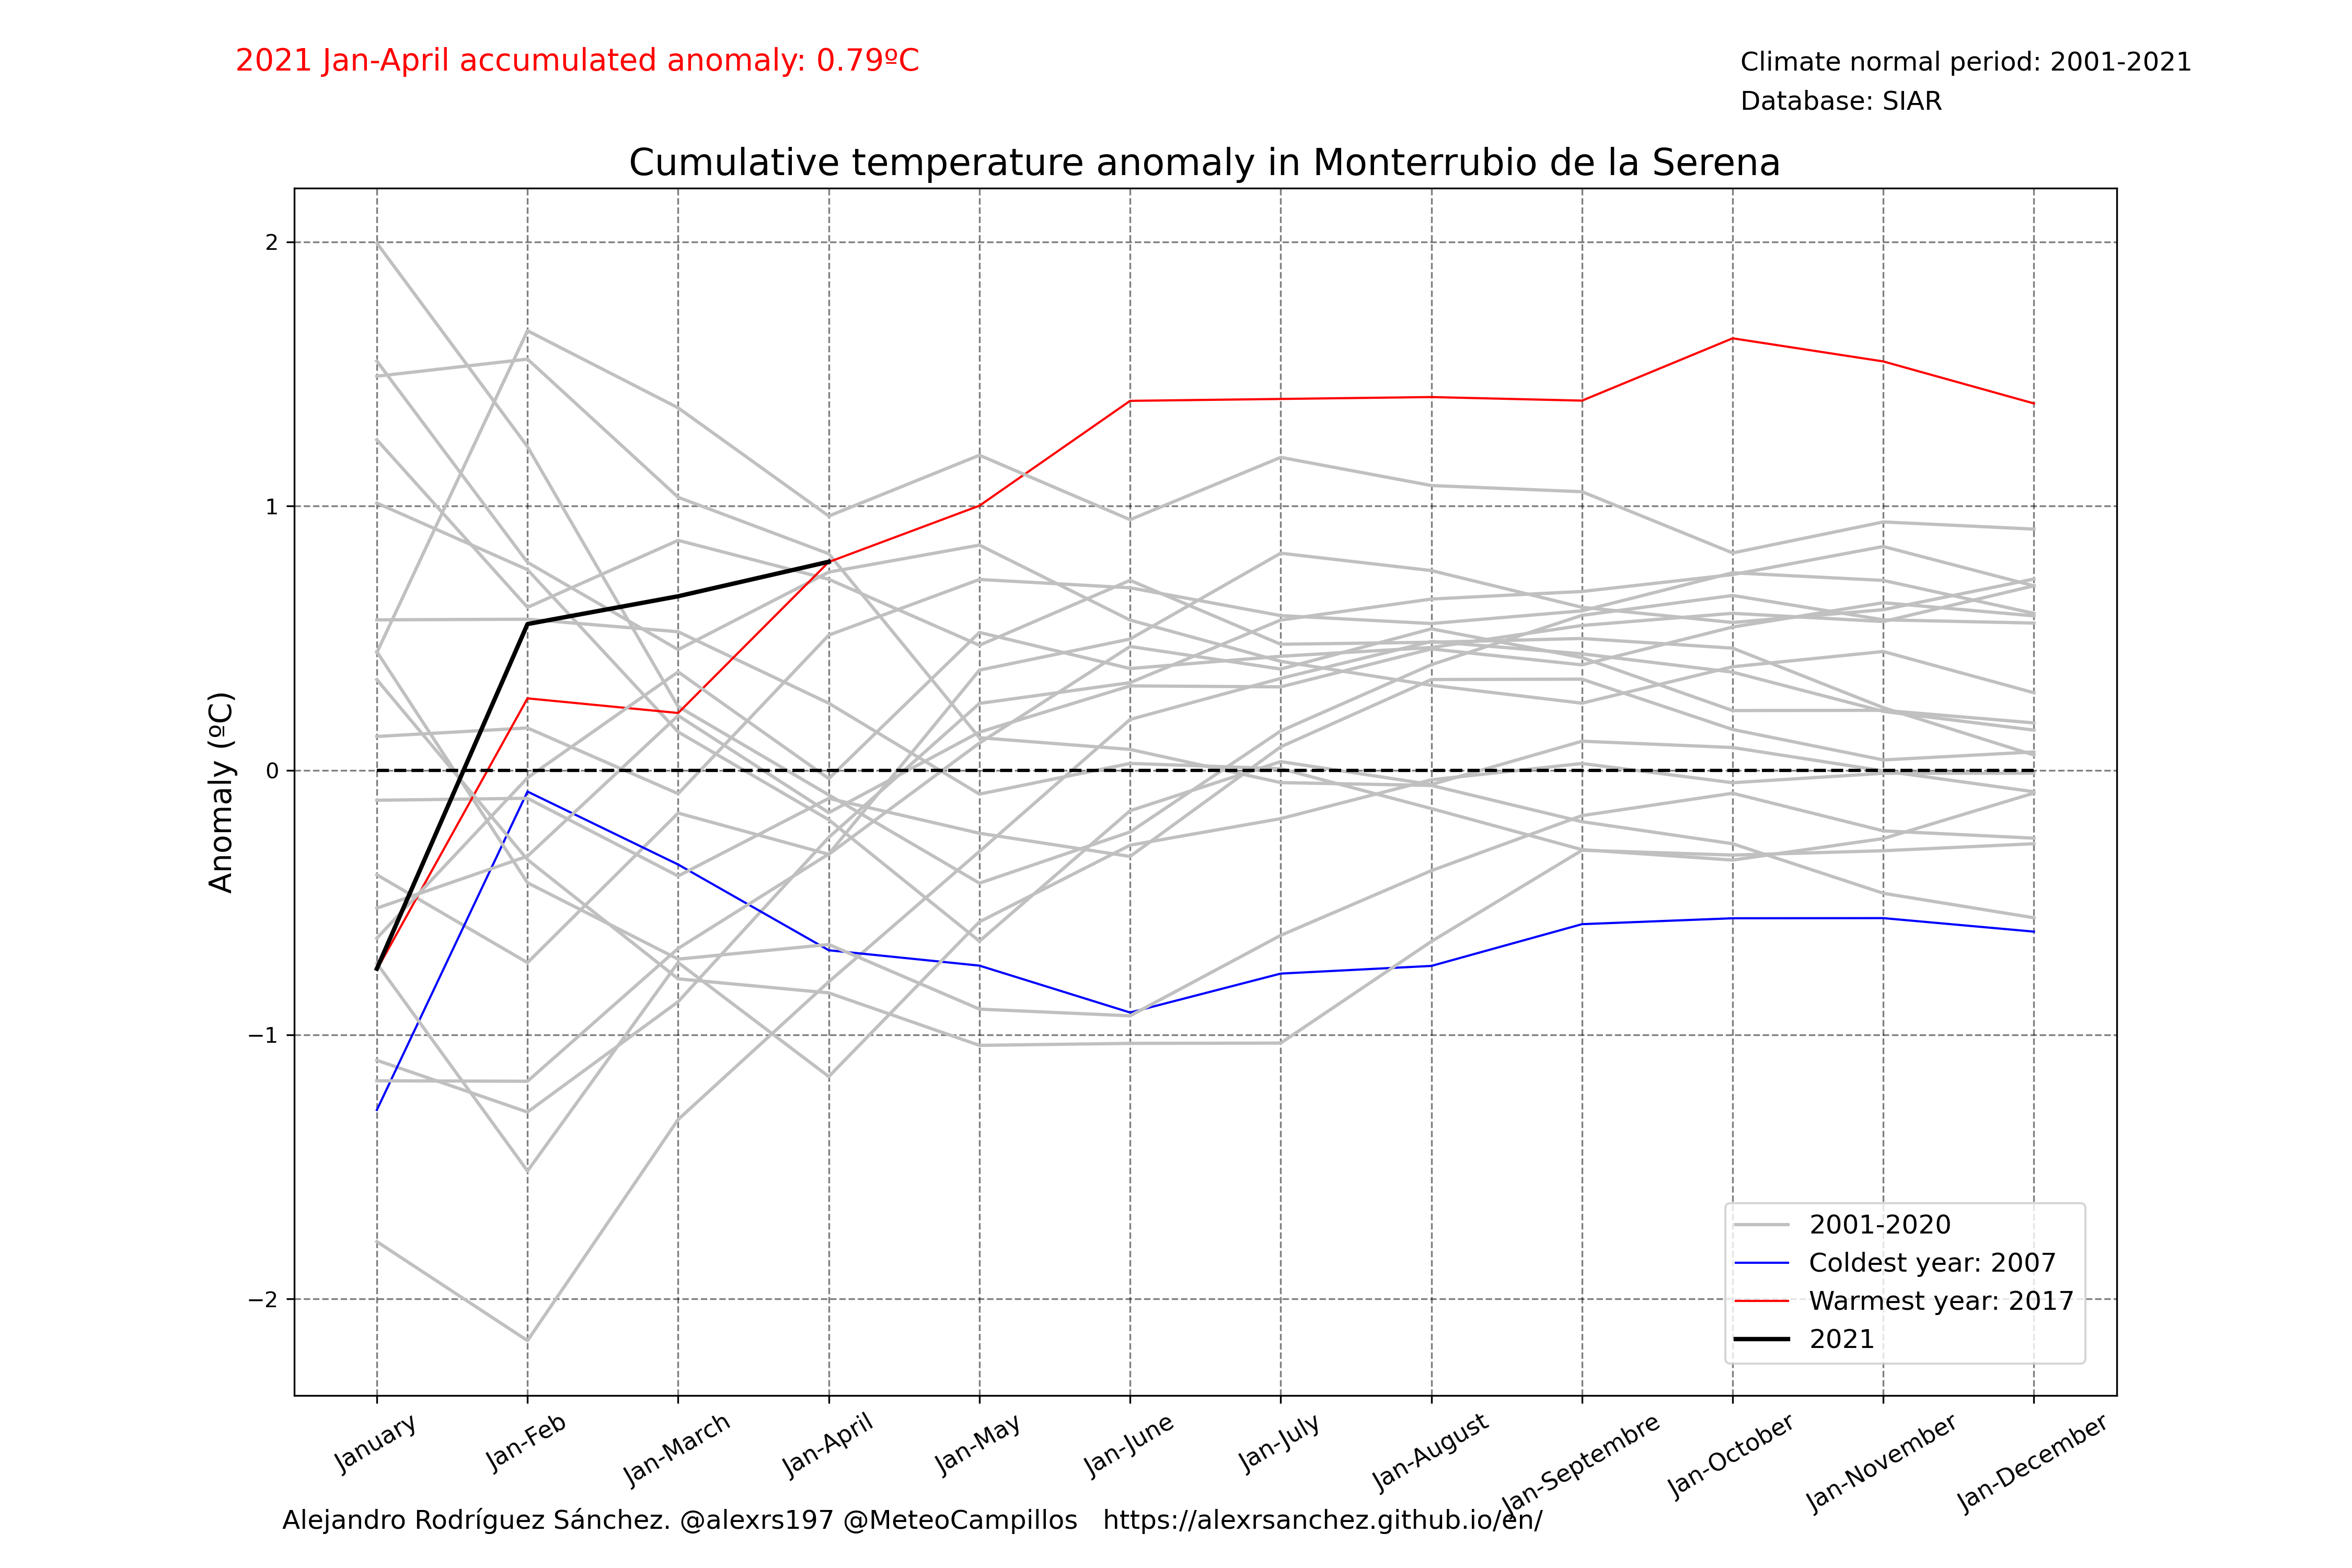 2021 Jan-April accumulated anomaly: 0.79ºC
Climate normal period: 2001-2021
Database: SIAR
Cumulative temperature anomaly in Monterrubio de la Serena
2
1
0
−1
−2
Anomaly (ºC)
2001-2020
Coldest year: 2007
Warmest year: 2017
2021
January
Jan-Feb
Jan-March
Jan-April
Jan-May
Jan-June
Jan-July
Jan-August
Jan-Septembre
Jan-October
Jan-November
Jan-December
Alejandro Rodríguez Sánchez. @alexrs197 @MeteoCampillos https://alexrsanchez.github.io/en/